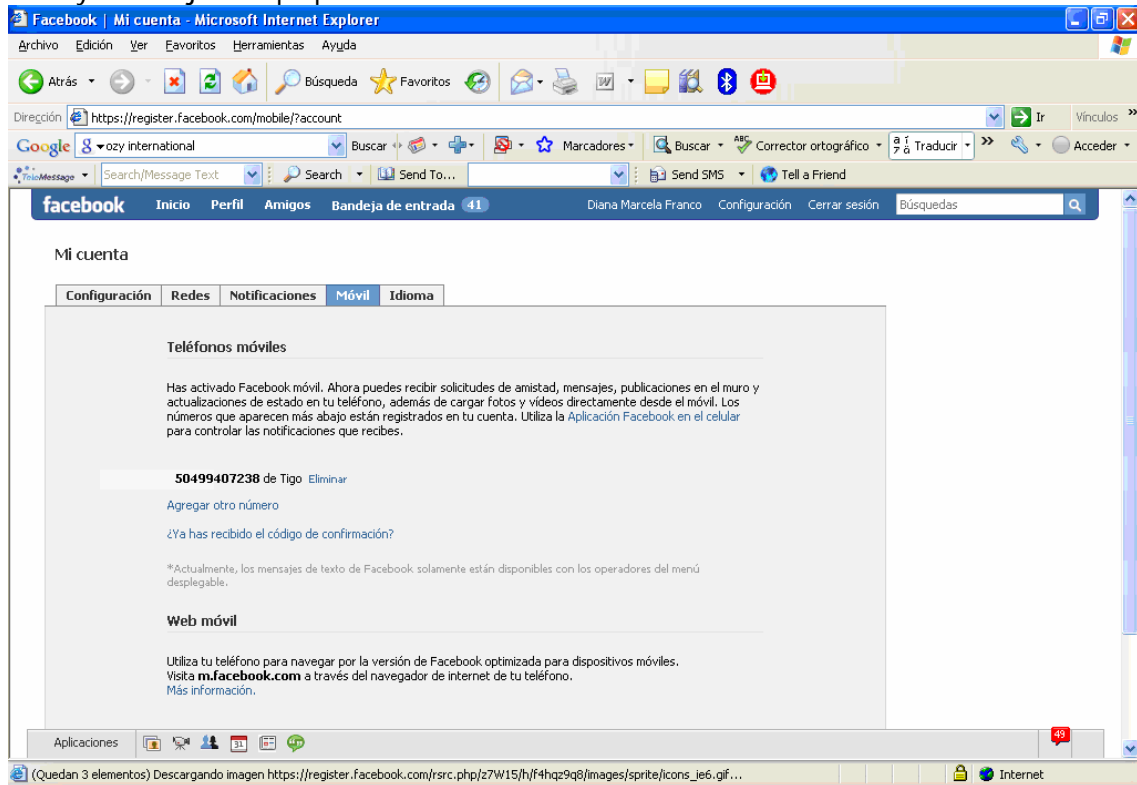 Facebook | Mi cuenta - Microsoft Internet Explorer
Archivo Edición Ver Favoritos Herramientas Ayuda
Atrás Búsqueda Favoritos
Dirección https://register.facebook.com/mobile/?account Ir Vínculos »
Google ozy international Buscar Marcadores Buscar ABC Corrector ortográfico Traducir » Acceder
TeleMessage Search/Message Text Search Send To... Send SMS Tell a Friend
facebook Inicio Perfil Amigos Bandeja de entrada 41 Diana Marcela Franco Configuración Cerrar sesión Búsquedas
Mi cuenta
Configuración Redes Notificaciones Móvil Idioma
Teléfonos móviles
Has activado Facebook móvil. Ahora puedes recibir solicitudes de amistad, mensajes, publicaciones en el muro y
actualizaciones de estado en tu teléfono, además de cargar fotos y vídeos directamente desde el móvil. Los
números que aparecen más abajo están registrados en tu cuenta. Utiliza la Aplicación Facebook en el celular
para controlar las notificaciones que recibes.
50499407238 de Tigo Eliminar
Agregar otro número
¿Ya has recibido el código de confirmación?
*Actualmente, los mensajes de texto de Facebook solamente están disponibles con los operadores del menú
desplegable.
Web móvil
Utiliza tu teléfono para navegar por la versión de Facebook optimizada para dispositivos móviles.
Visita m.facebook.com a través del navegador de internet de tu teléfono.
Más información.
Aplicaciones 31 49
(Quedan 3 elementos) Descargando imagen https://register.facebook.com/rsrc.php/z7W15/h/f4hqz9q8/images/sprite/icons_ie6.gif... Internet